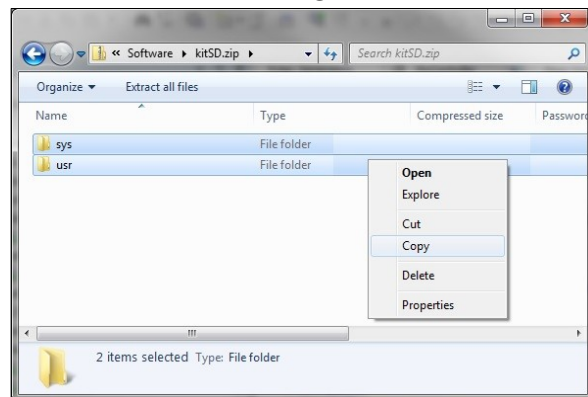 « Software ▸ kitSD.zip ▸ Search kitSD.zip
Organize ▾ Extract all files
Name Type Compressed size Passwor
sys File folder
usr File folder
Open
Explore
Cut
Copy
Delete
Properties
2 items selected Type: File folder